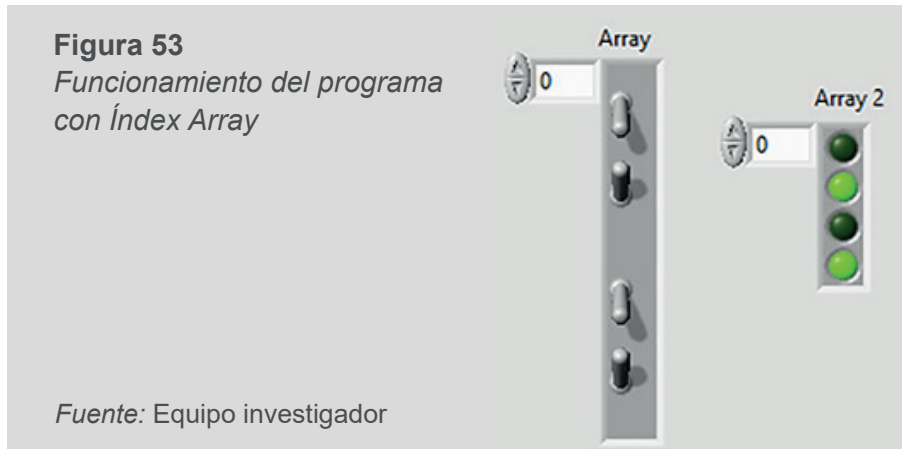 Figura 53
Funcionamiento del programa
con Índex Array
Array
0
Array 2
0
Fuente: Equipo investigador